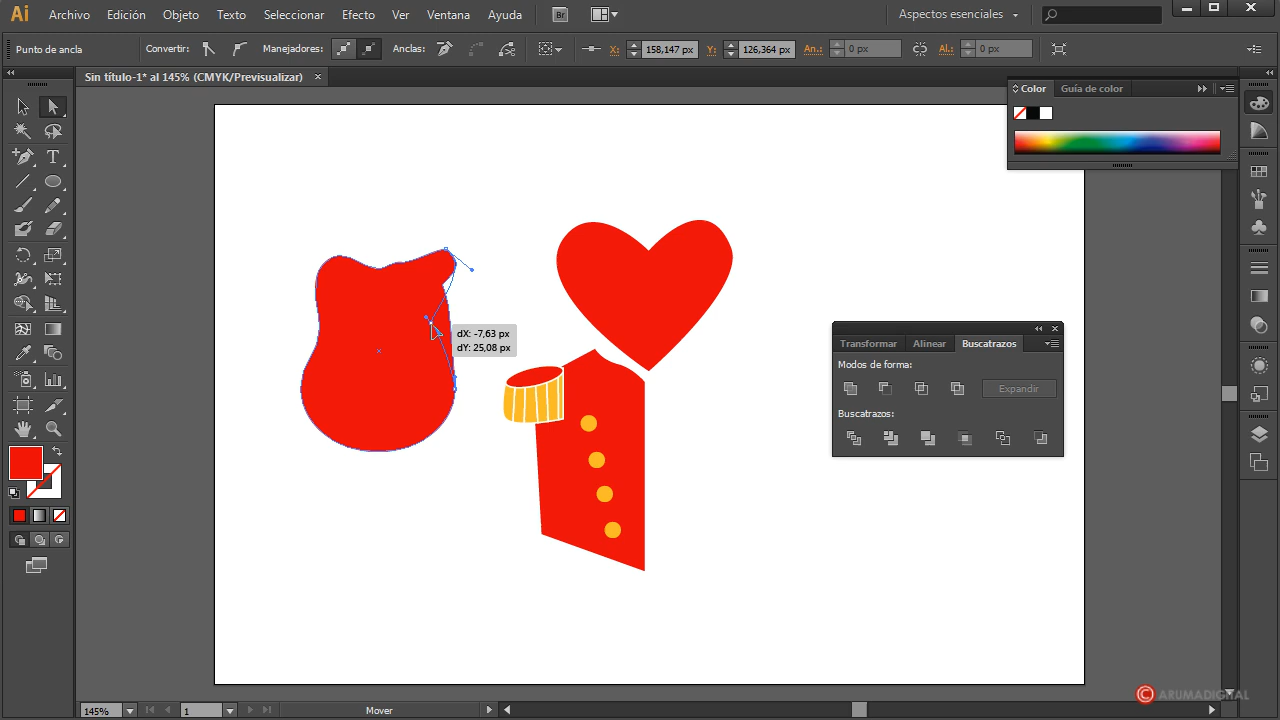 Ai Archivo Edición Objeto Texto Seleccionar Efecto Ver Ventana Ayuda Br Aspectos esenciales
Punto de ancla Convertir: Manejadores: Anclas: X: 158,147 px Y: 126,364 px An.: 0 px Al.: 0 px
Sin título-1* al 145% (CMYK/Previsualizar) ×
Color Guía de color
dX: -7,63 px
dY: 25,08 px
Transformar Alinear Buscatrazos
Modos de forma:
Expandir
Buscatrazos:
© ARUMADIGITAL
145% 1 Mover